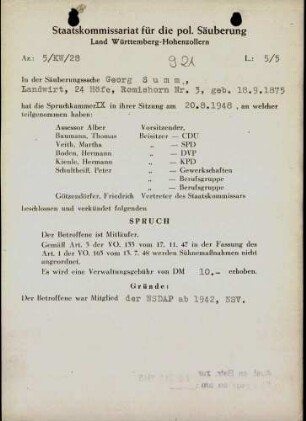 Staatskommissariat für die pol. Säuberung
Land Württemberg-Hohenzollern
Az: 5/KW/28 921 L: 5/5
In der Säuberungssache Georg S u m m ,
Landwirt, 24 Höfe, Romishorn Nr. 3, geb. 18.9.1875
hat die Spruchkammer IX in ihrer Sitzung am 20.8.1948, an welcher
teilgenommen haben:
Assessor Alber Vorsitzender,
Baumann, Thomas Beisitzer — CDU
Veith, Martha „ — SPD
Boden, Hermann „ — DVP
Kienle, Hermann „ — KPD
Schultheiß, Peter „ — Gewerkschaften
„ — Berufsgruppe
„ — Berufsgruppe
Götzendörfer, Friedrich Vertreter des Staatskommissars
beschlossen und verkündet folgenden
SPRUCH
Der Betroffene ist Mitläufer.
Gemäß Art. 3 der VO. 133 vom 17. 11. 47 in der Fassung des
Art. 1 der VO. 165 vom 13. 7. 48 werden Sühnemaßnahmen nicht
angeordnet.
Es wird eine Verwaltungsgebühr von DM 10.— erhoben.
Gründe:
Der Betroffene war Mitglied der NSDAP ab 1942, NSV.